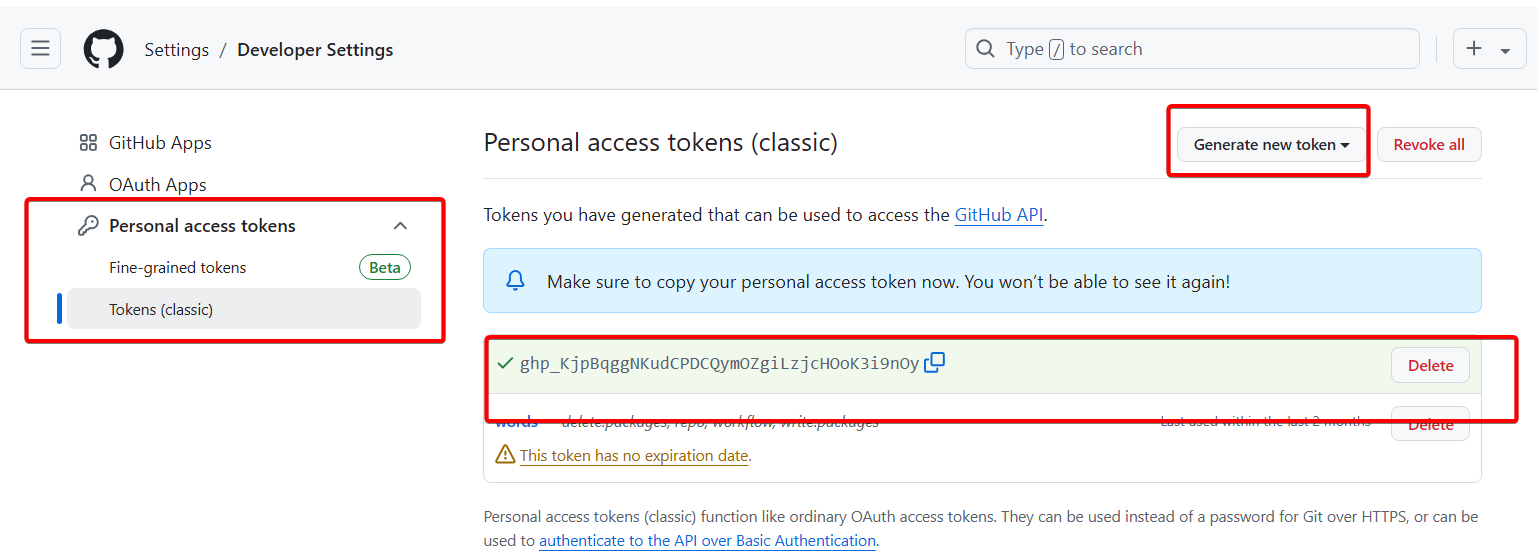 Settings / Developer Settings
Type / to search
GitHub Apps
OAuth Apps
Personal access tokens
Fine-grained tokens Beta
Tokens (classic)
Personal access tokens (classic)
Generate new token
Revoke all
Tokens you have generated that can be used to access the GitHub API.
Make sure to copy your personal access token now. You won’t be able to see it again!
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 Delete
words — delete:packages, repo, workflow, write:packages Last used within the last 2 months Delete
This token has no expiration date.
Personal access tokens (classic) function like ordinary OAuth access tokens. They can be used instead of a password for Git over HTTPS, or can be
used to authenticate to the API over Basic Authentication.